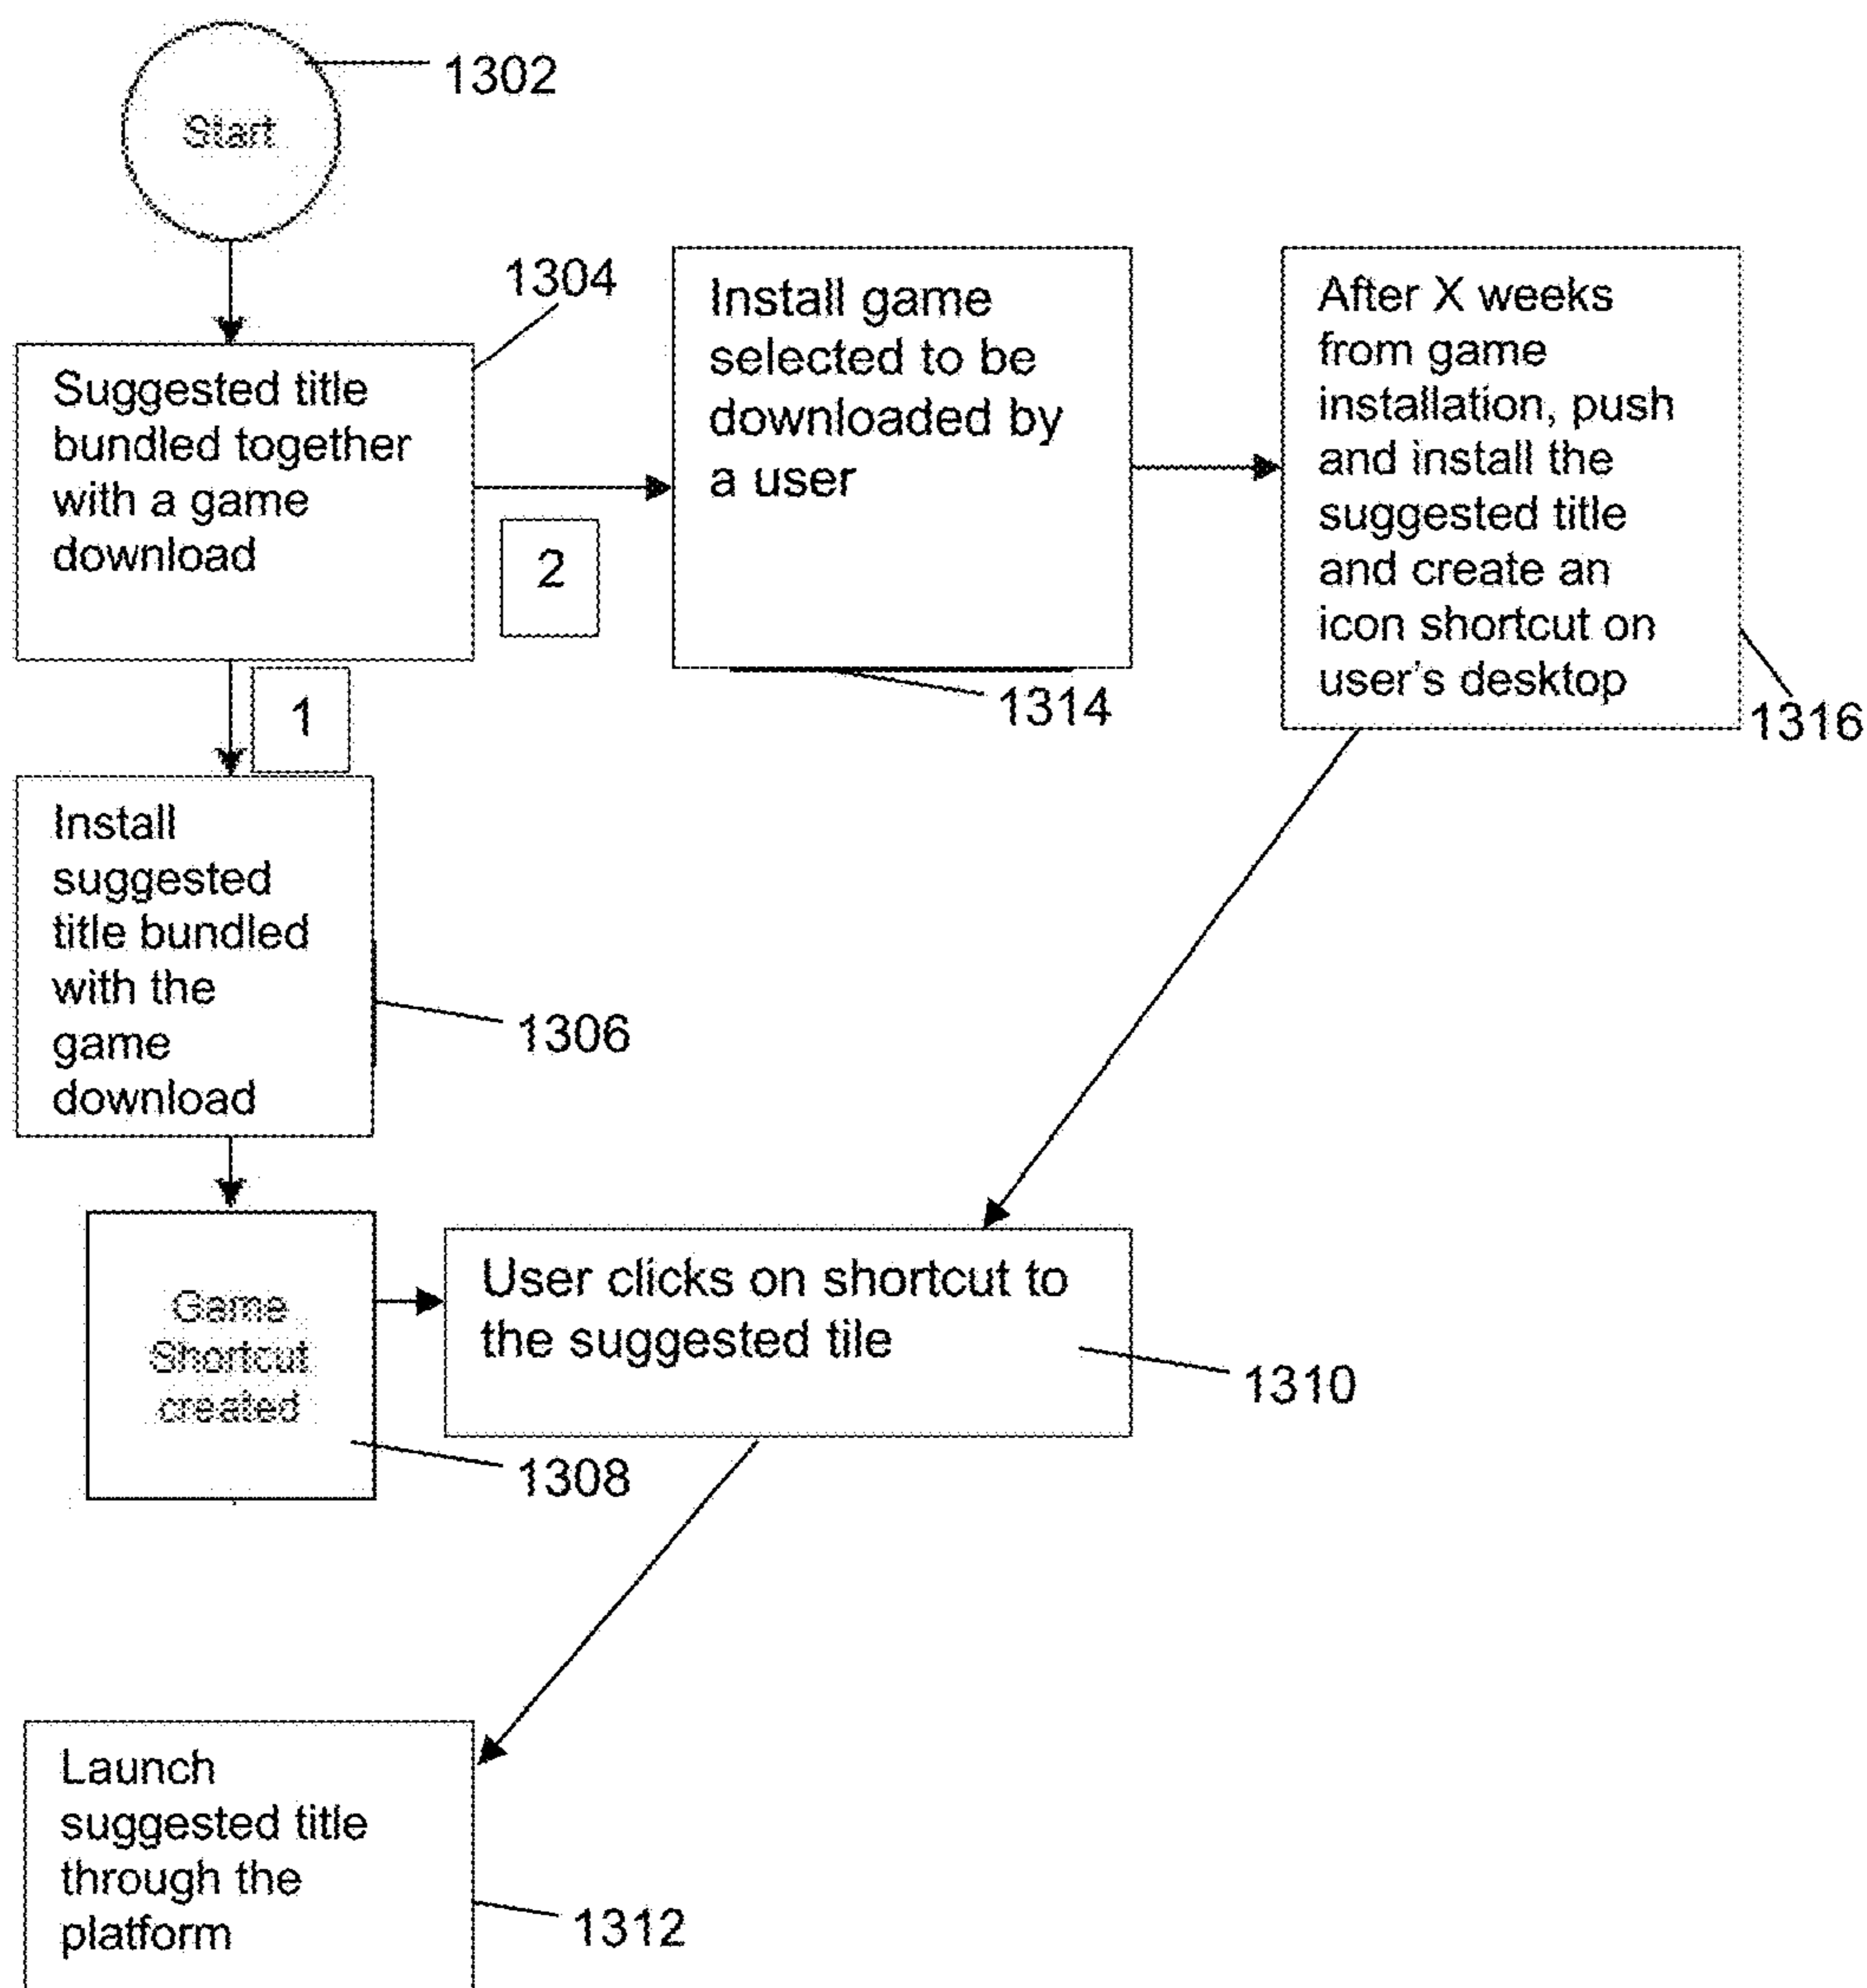 1302
Start
1304
Suggested title
bundled together
with a game
download
Install game
selected to be
downloaded by
a user
After X weeks
from game
installation, push
and install the
suggested title
and create an
icon shortcut on
user's desktop
2
1314
1316
1
Install
suggested
title bundled
with the
game
download
1306
Game
Shortcut
created
User clicks on shortcut to
the suggested tile
1310
1308
Launch
suggested title
through the
platform
1312